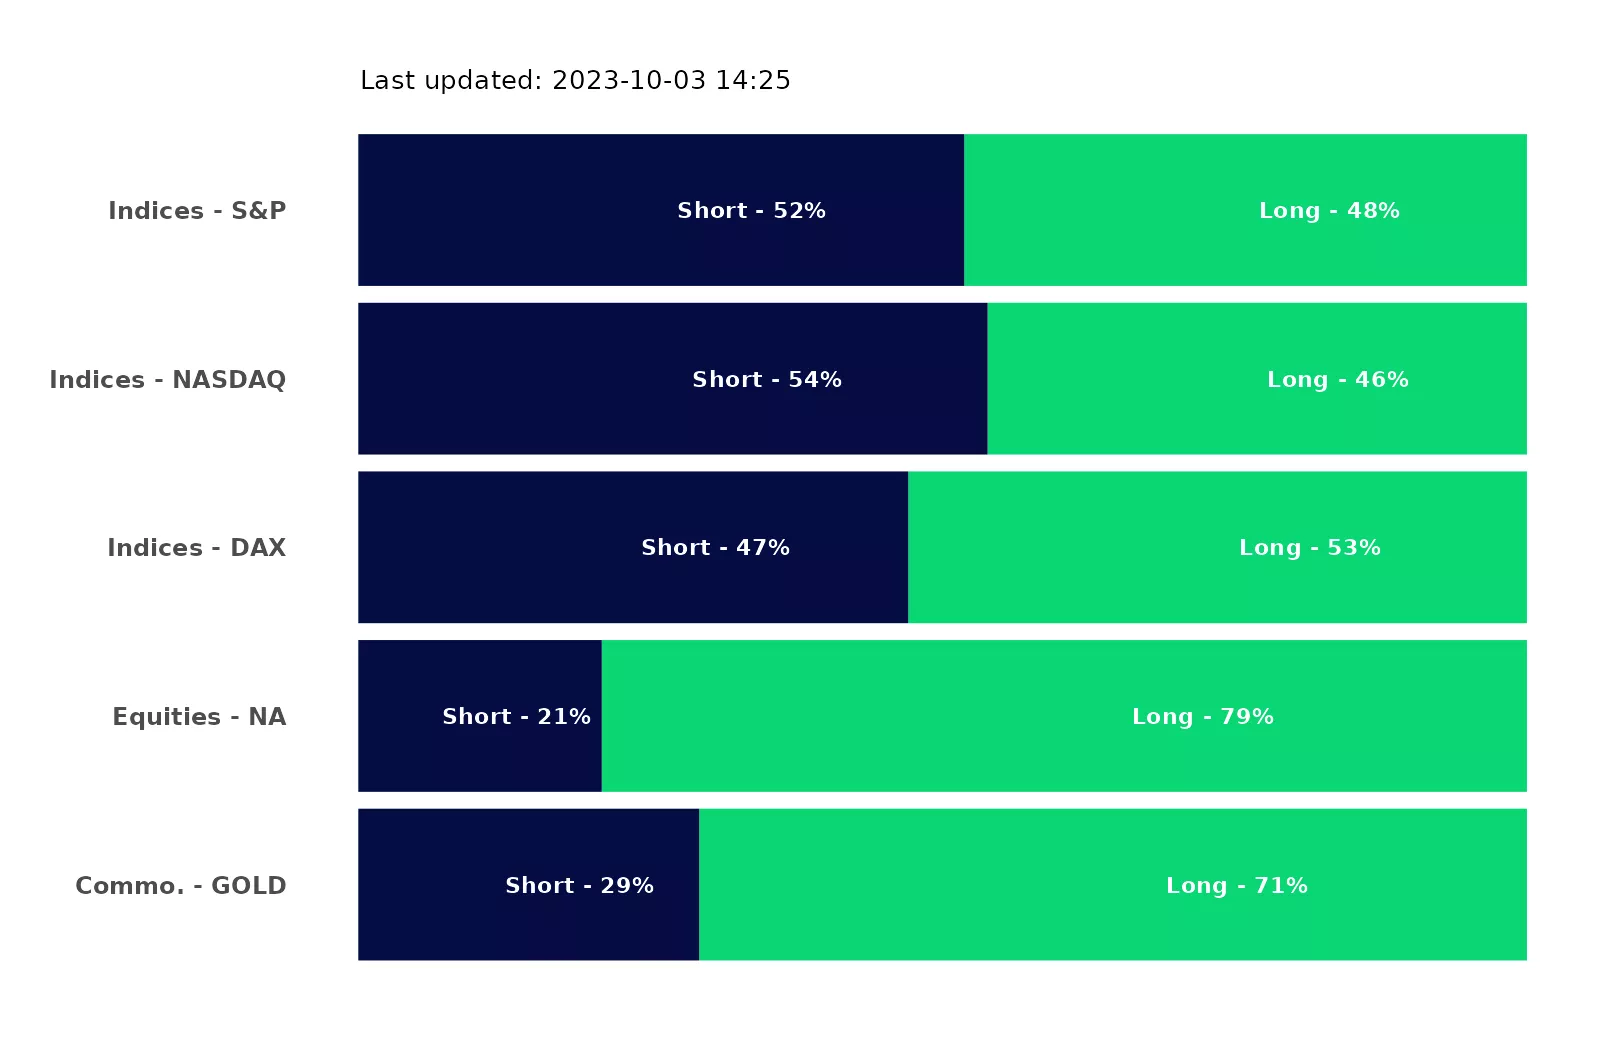 Last updated: 2023-10-03 14:25
Indices - S&P Short - 52% Long - 48%
Indices - NASDAQ Short - 54% Long - 46%
Indices - DAX Short - 47% Long - 53%
Equities - NA Short - 21% Long - 79%
Commo. - GOLD Short - 29% Long - 71%